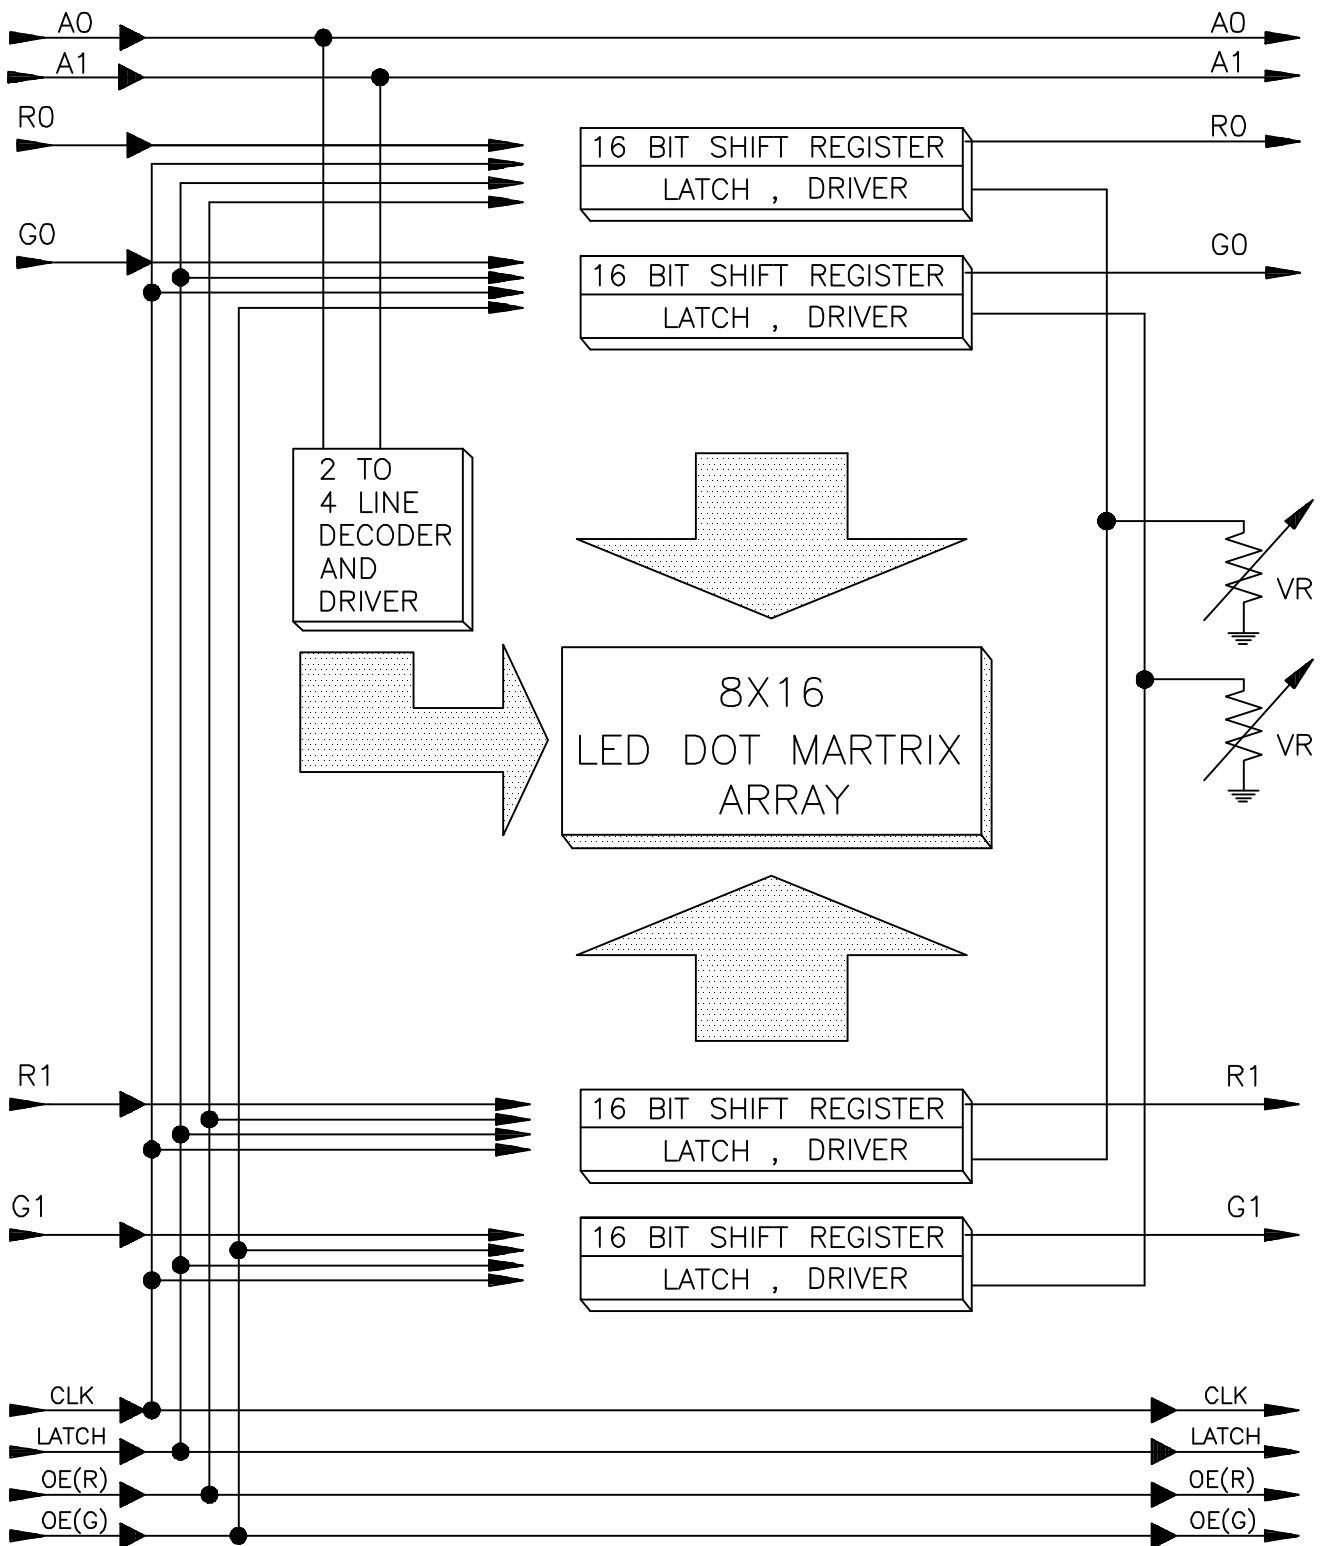 A0 A0
A1 A1
R0 R0
16 BIT SHIFT REGISTER
LATCH , DRIVER
G0 G0
16 BIT SHIFT REGISTER
LATCH , DRIVER
2 TO
4 LINE
DECODER
AND
DRIVER
VR
8X16
LED DOT MARTRIX
ARRAY
VR
R1 R1
16 BIT SHIFT REGISTER
LATCH , DRIVER
G1 G1
16 BIT SHIFT REGISTER
LATCH , DRIVER
CLK CLK
LATCH LATCH
OE(R) OE(R)
OE(G) OE(G)